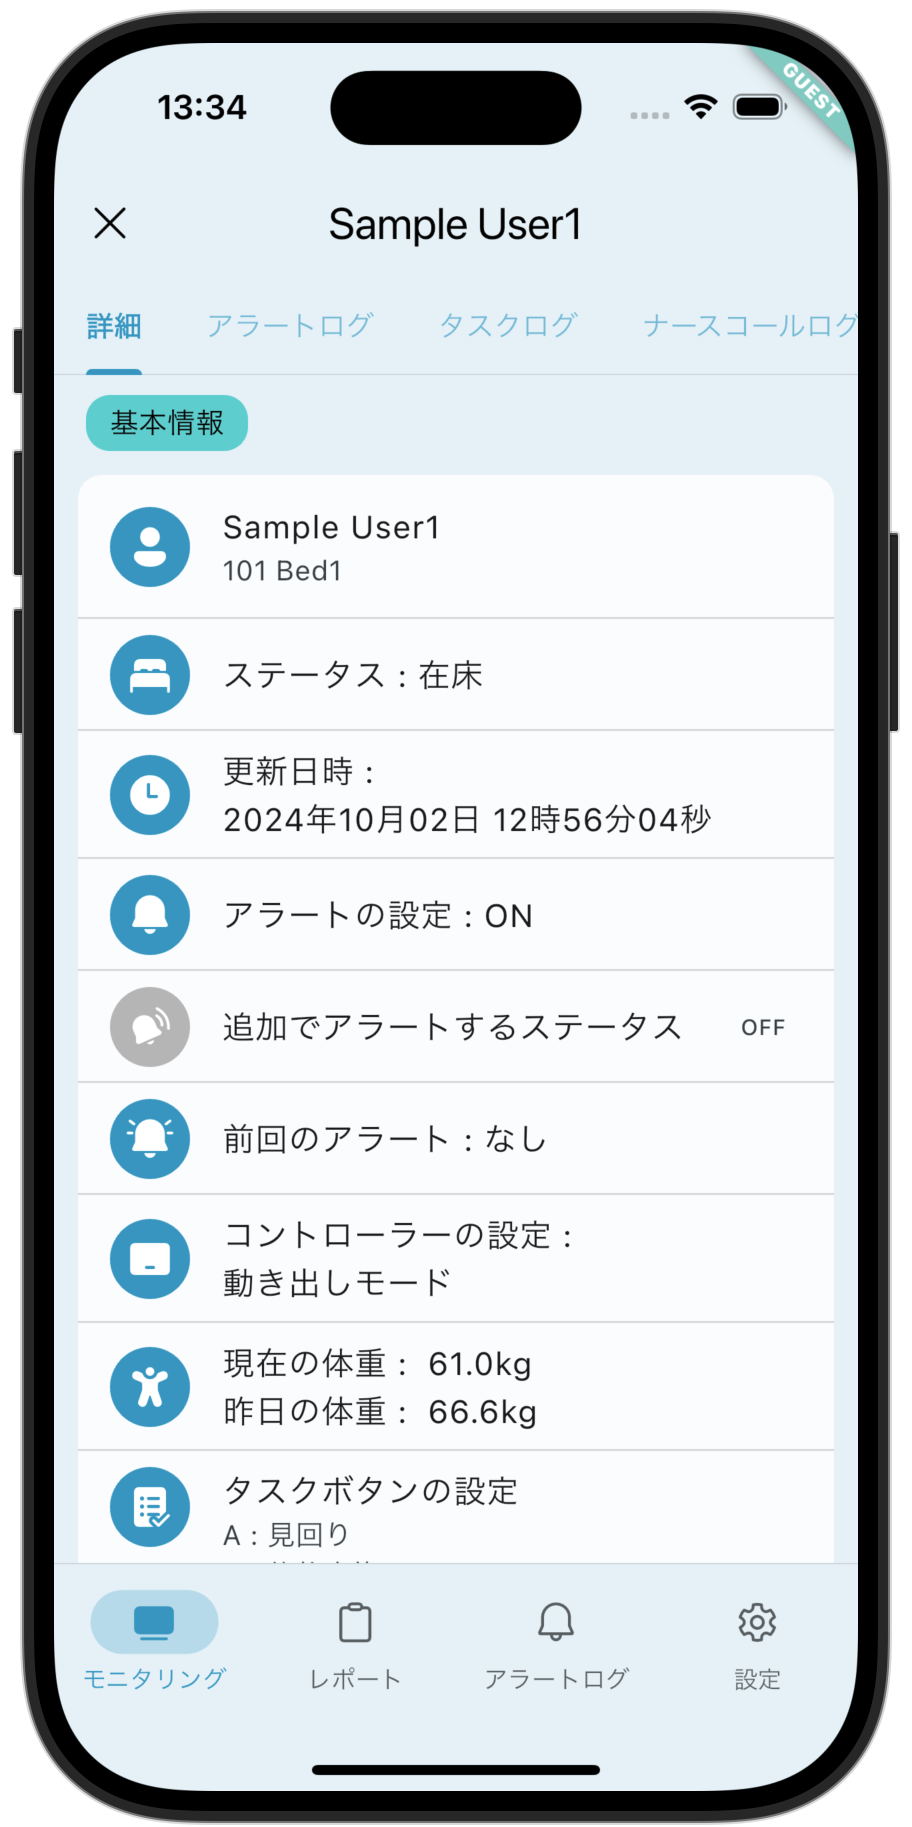 13:34
GUEST
Sample User1
詳細 アラートログ タスクログ ナースコールログ
基本情報
Sample User1
101 Bed1
ステータス : 在床
更新日時 :
2024年10月02日 12時56分04秒
アラートの設定 : ON
追加でアラートするステータス OFF
前回のアラート : なし
コントローラーの設定 :
動き出しモード
現在の体重 : 61.0kg
昨日の体重 : 66.6kg
タスクボタンの設定
A : 見回り
モニタリング レポート アラートログ 設定